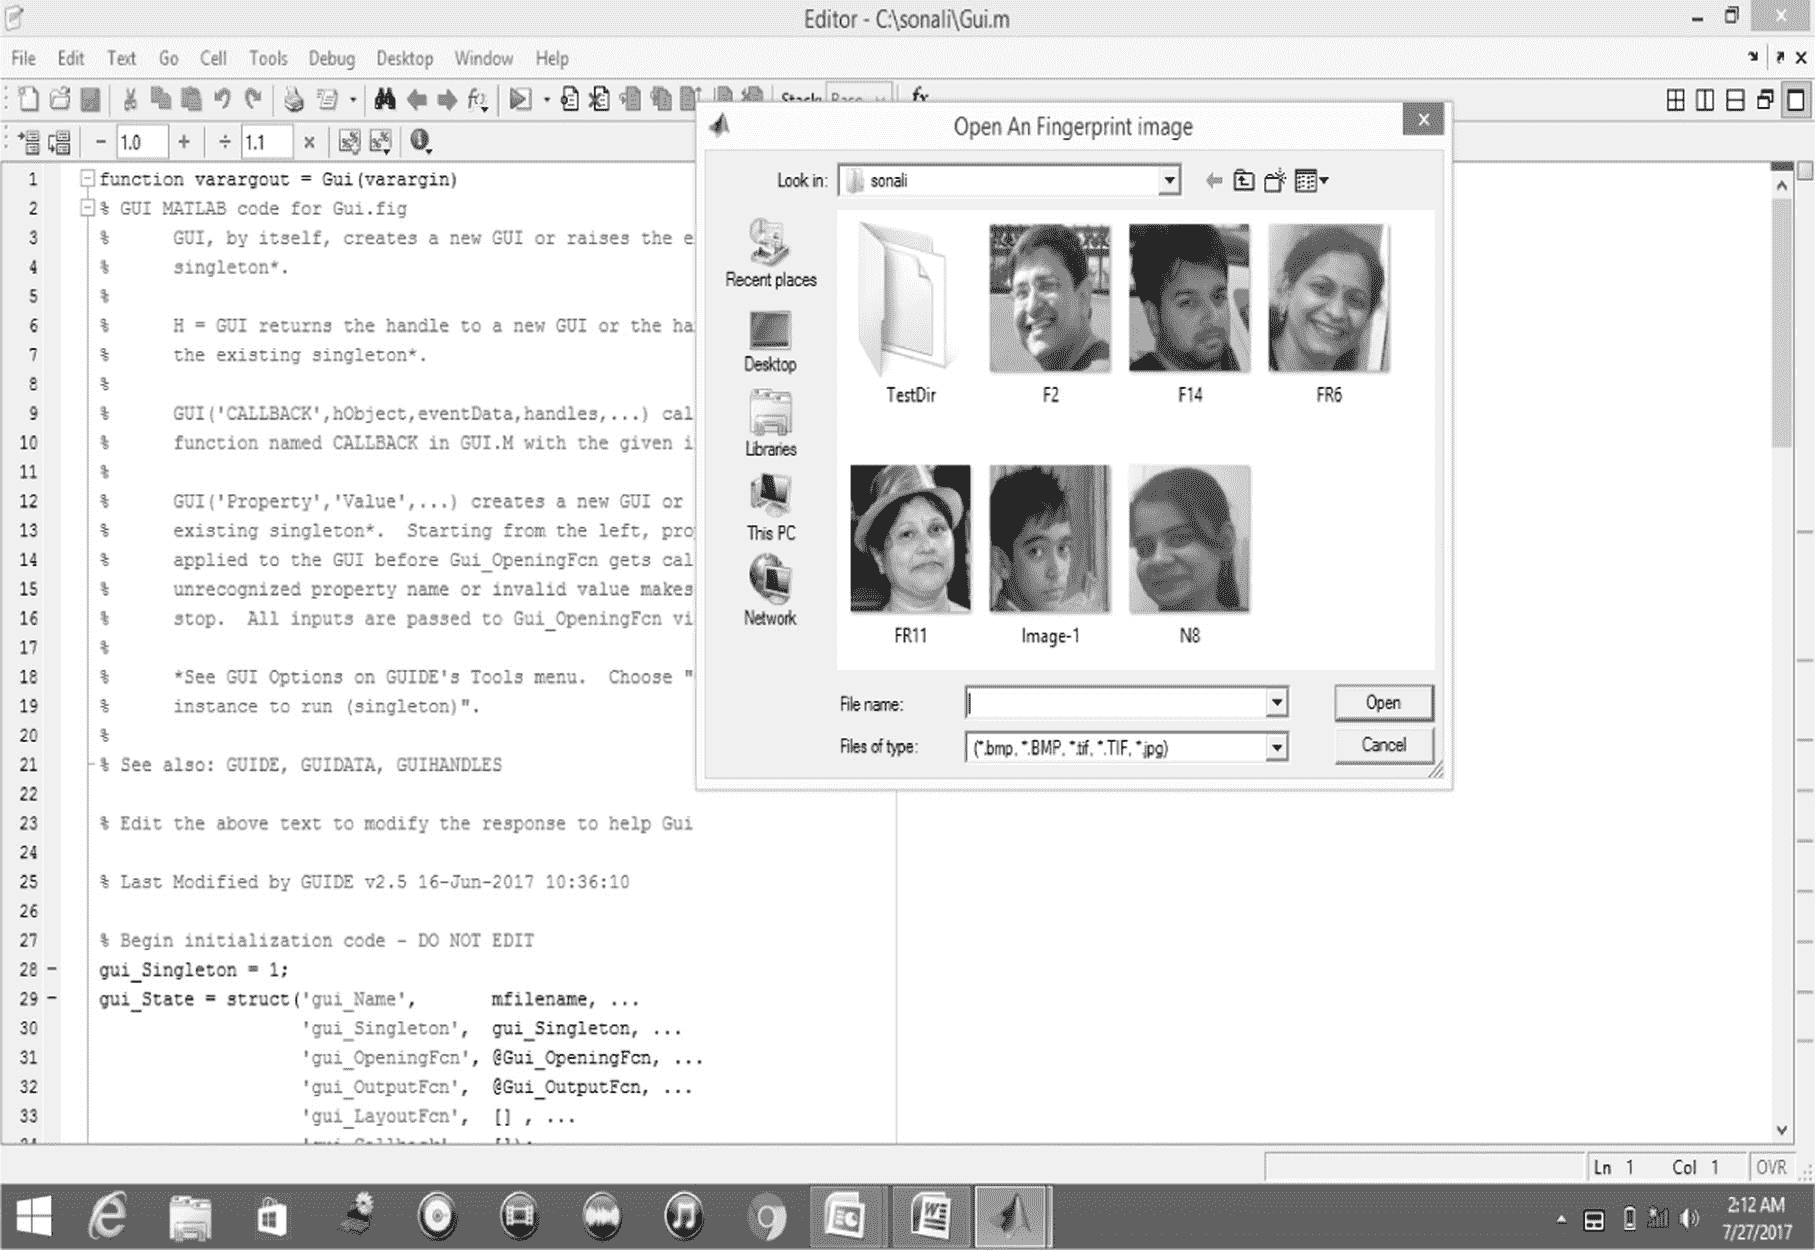 Editor - C:\sonali\Gui.m
File Edit Text Go Cell Tools Debug Desktop Window Help
Stack: Base fx
- 1.0 + ÷ 1.1 ×
1 function varargout = Gui(varargin)
2 % GUI MATLAB code for Gui.fig
3 % GUI, by itself, creates a new GUI or raises the e
4 % singleton*.
5 %
6 % H = GUI returns the handle to a new GUI or the ha
7 % the existing singleton*.
8 %
9 % GUI('CALLBACK',hObject,eventData,handles,...) cal
10 % function named CALLBACK in GUI.M with the given i
11 %
12 % GUI('Property','Value',...) creates a new GUI or
13 % existing singleton*.  Starting from the left, pro
14 % applied to the GUI before Gui_OpeningFcn gets cal
15 % unrecognized property name or invalid value makes
16 % stop.  All inputs are passed to Gui_OpeningFcn vi
17 %
18 % *See GUI Options on GUIDE's Tools menu.  Choose "
19 % instance to run (singleton)".
20 %
21 % See also: GUIDE, GUIDATA, GUIHANDLES
22
23 % Edit the above text to modify the response to help Gui
24
25 % Last Modified by GUIDE v2.5 16-Jun-2017 10:36:10
26
27 % Begin initialization code - DO NOT EDIT
28 - gui_Singleton = 1;
29 - gui_State = struct('gui_Name', mfilename, ...
30 'gui_Singleton', gui_Singleton, ...
31 'gui_OpeningFcn', @Gui_OpeningFcn, ...
32 'gui_OutputFcn', @Gui_OutputFcn, ...
33 'gui_LayoutFcn', [] , ...
Open An Fingerprint image
Look in: sonali
Recent places
Desktop
Libraries
This PC
Network
TestDir F2 F14 FR6
FR11 Image-1 N8
File name: Open
Files of type: (*.bmp, *.BMP, *.tif, *.TIF, *.jpg) Cancel
Ln 1 Col 1 OVR
2:12 AM
7/27/2017